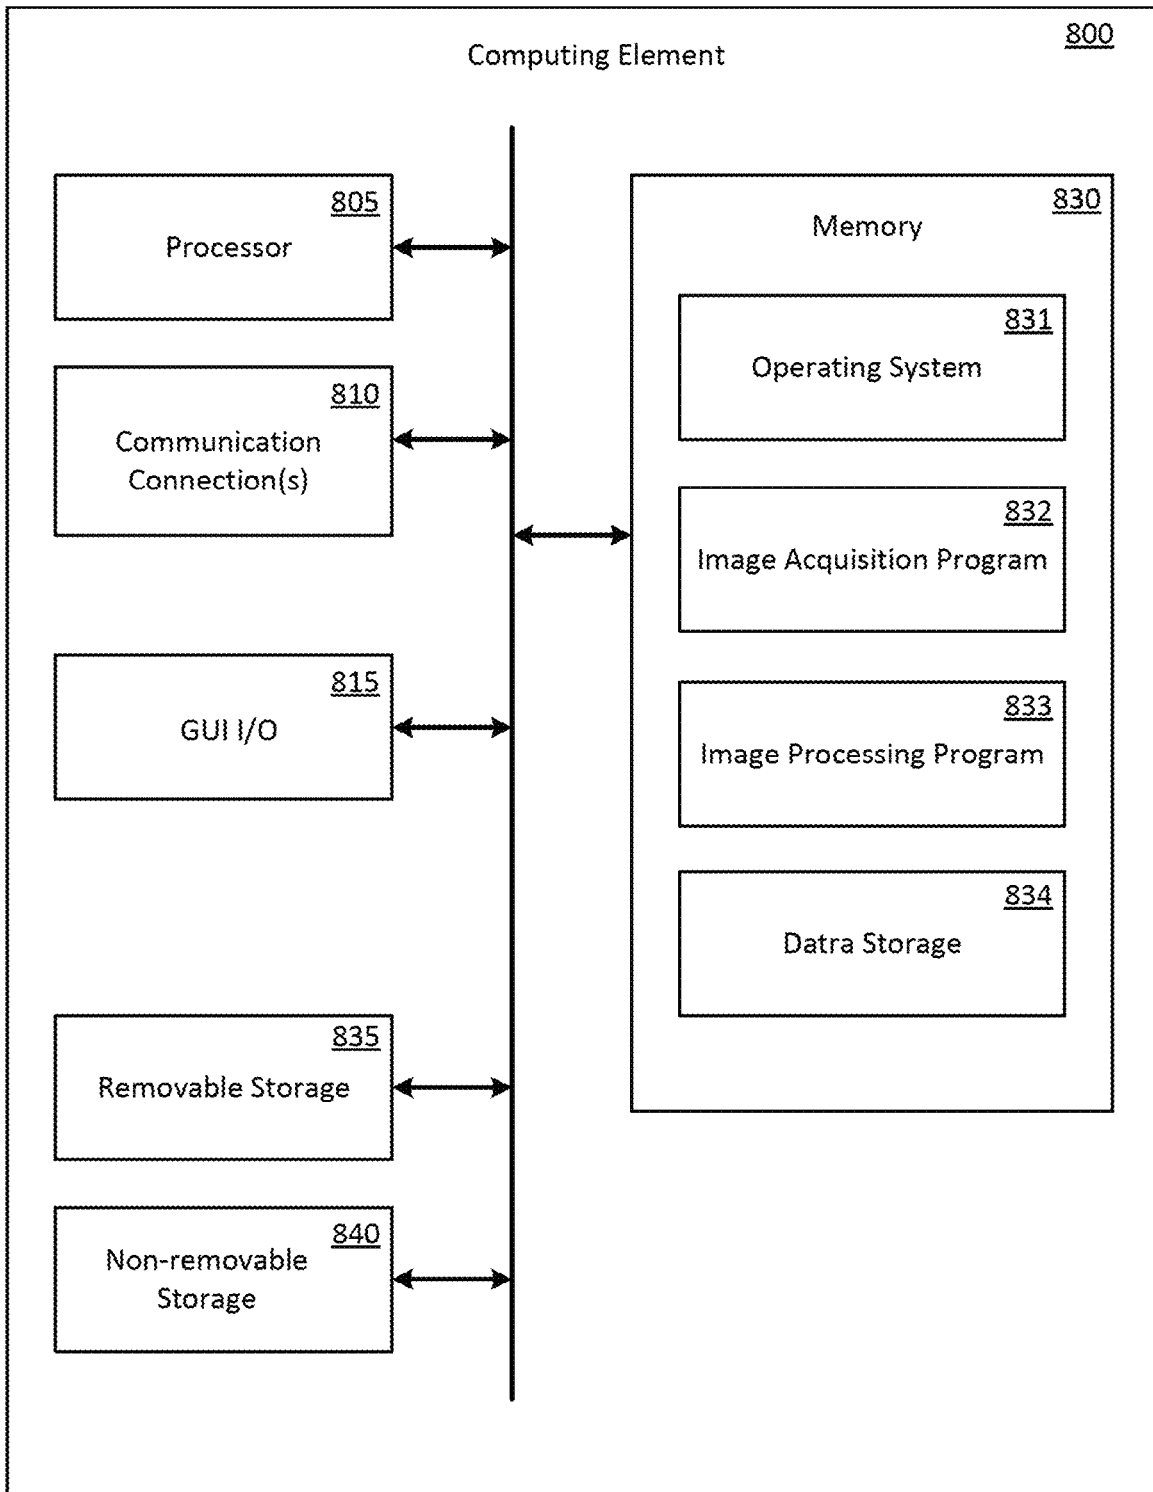 800
Computing Element
805
Processor
810
Communication
Connection(s)
815
GUI I/O
835
Removable Storage
840
Non-removable
Storage
830
Memory
831
Operating System
832
Image Acquisition Program
833
Image Processing Program
834
Datra Storage